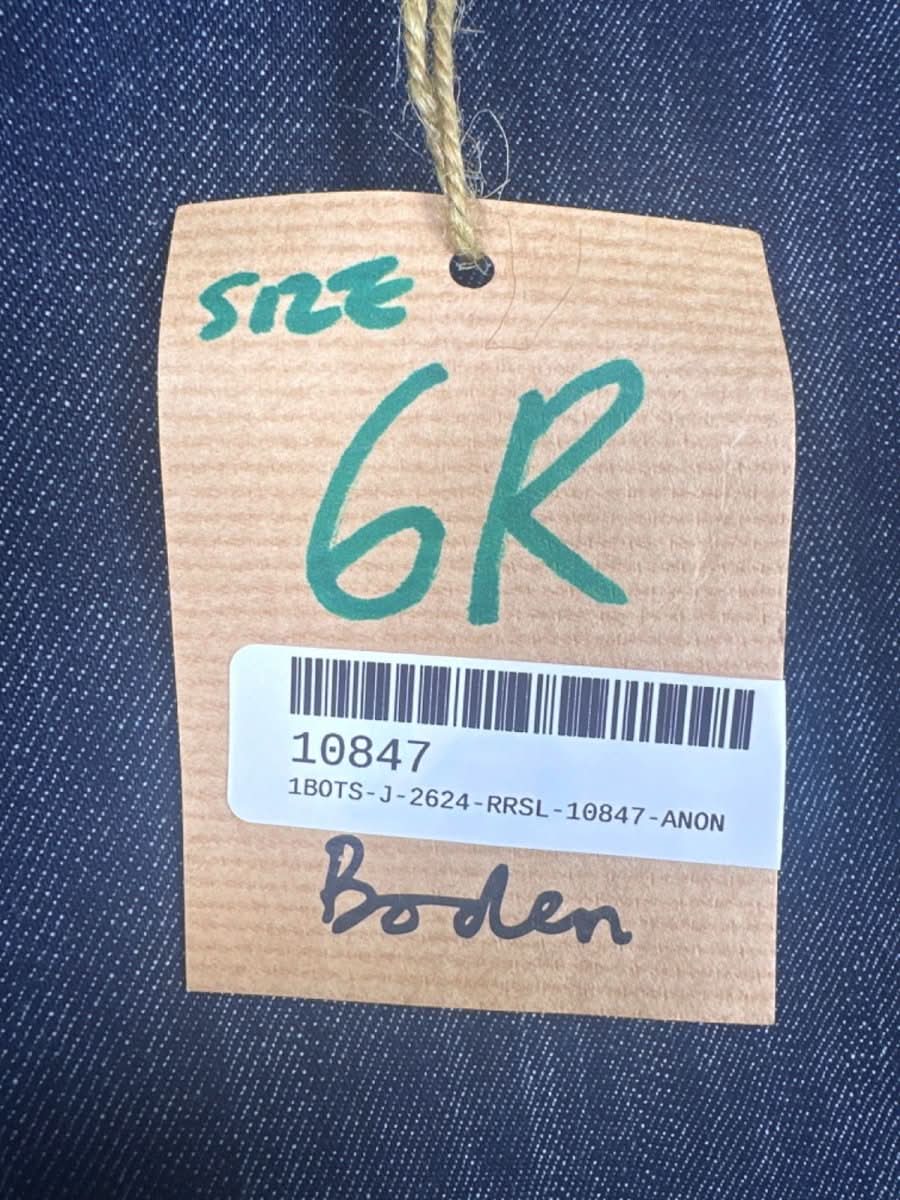 SIZE
6R
10847
1BOTS-J-2624-RRSL-10847-ANON
Boden